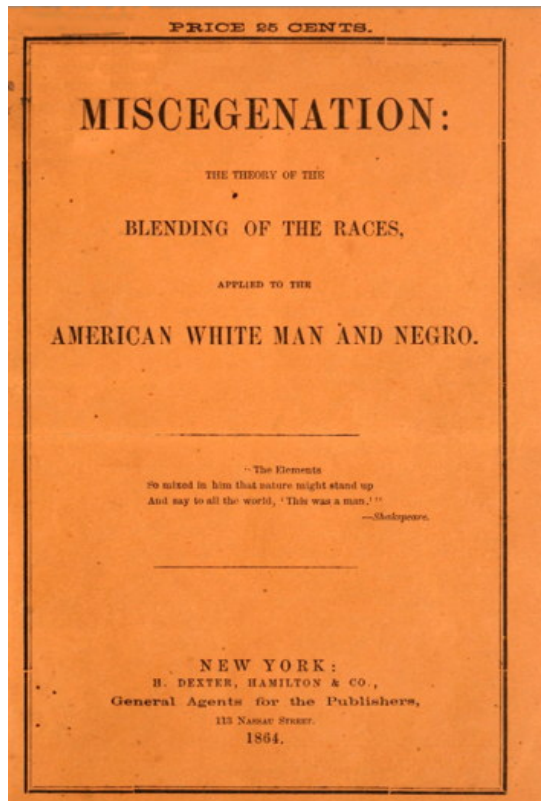 PRICE 25 CENTS.
MISCEGENATION:
THE THEORY OF THE
BLENDING OF THE RACES,
APPLIED TO THE
AMERICAN WHITE MAN AND NEGRO.
"The Elements
So mixed in him that nature might stand up
And say to all the world, 'This was a man.'"
—Shakspeare.
NEW YORK:
H. DEXTER, HAMILTON & CO.,
General Agents for the Publishers,
113 NASSAU STREET.
1864.